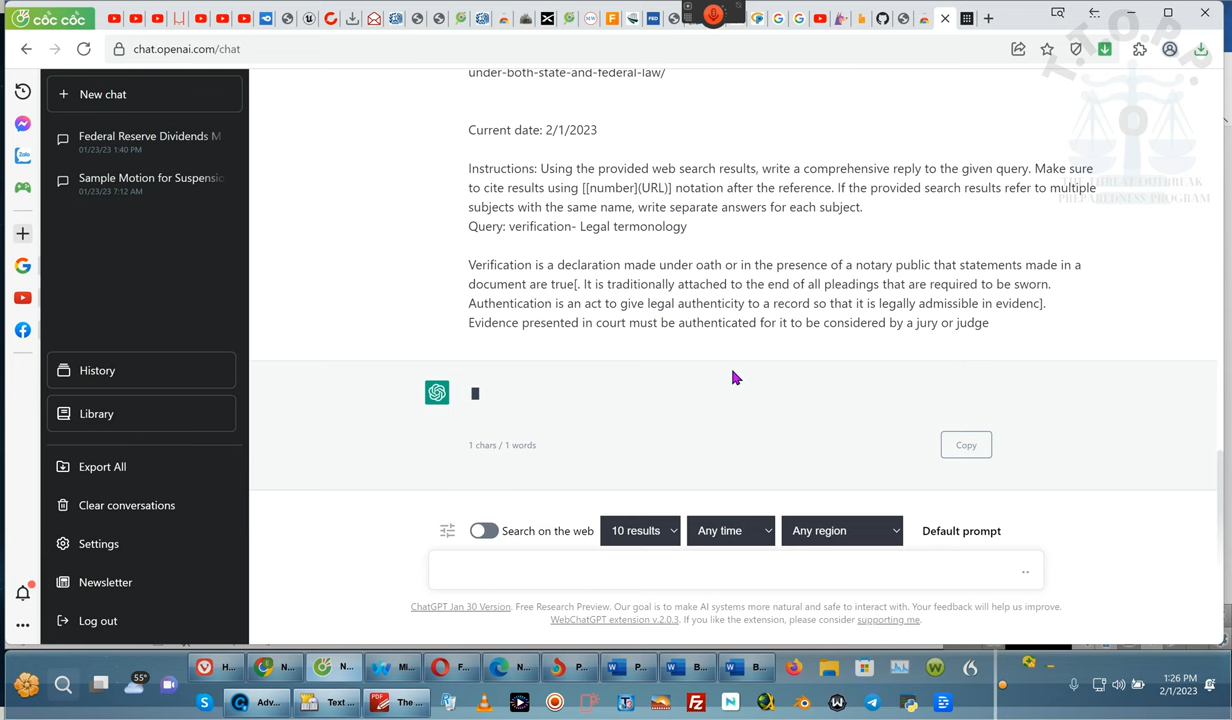 cốc cốc
chat.openai.com/chat
T.T.O.P.P.
New chat
Federal Reserve Dividends M
01/23/23 1:40 PM
Sample Motion for Suspensio
01/23/23 7:12 AM
History
Library
Export All
Clear conversations
Settings
Newsletter
Log out
under-both-state-and-federal-law/
Current date: 2/1/2023
Instructions: Using the provided web search results, write a comprehensive reply to the given query. Make sure
to cite results using [[number](URL)] notation after the reference. If the provided search results refer to multiple
subjects with the same name, write separate answers for each subject.
Query: verification- Legal termonology
THE THREAT OUTBREAK
PREPAREDNESS PROGRAM
Verification is a declaration made under oath or in the presence of a notary public that statements made in a
document are true[. It is traditionally attached to the end of all pleadings that are required to be sworn.
Authentication is an act to give legal authenticity to a record so that it is legally admissible in evidenc].
Evidence presented in court must be authenticated for it to be considered by a jury or judge
1 chars / 1 words
Copy
Search on the web
10 results
Any time
Any region
Default prompt
ChatGPT Jan 30 Version. Free Research Preview. Our goal is to make AI systems more natural and safe to interact with. Your feedback will help us improve.
WebChatGPT extension v.2.0.3. If you like the extension, please consider supporting me.
55°
H...
N...
N...
MI...
F...
N...
P...
P...
B...
B...
Adv...
Text ...
The ...
1:26 PM
2/1/2023